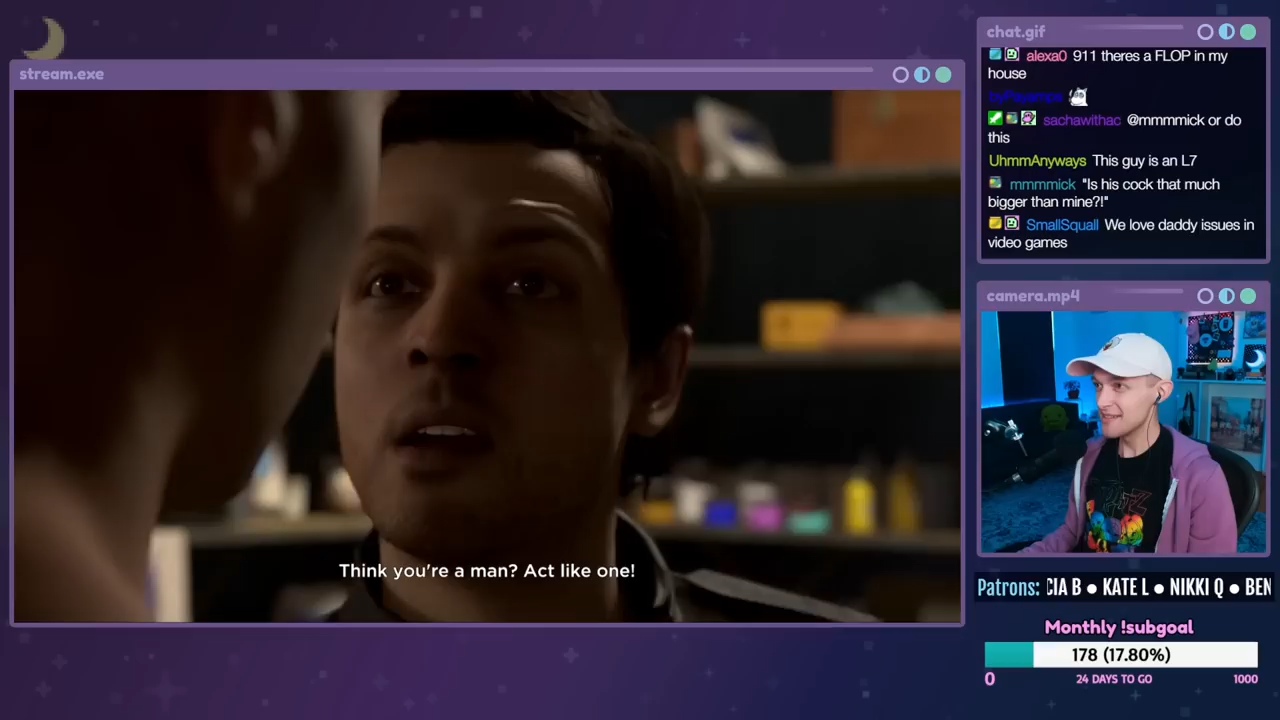 stream.exe
Think you're a man? Act like one!
chat.gif
alexa0 911 theres a FLOP in my
house
sachawithac @mmmmick or do
this
UhmmAnyways This guy is an L7
mmmmick "Is his cock that much
bigger than mine?!"
SmallSquall We love daddy issues in
video games
camera.mp4
Patrons: CIA B ● KATE L ● NIKKI Q ● BEN
Monthly !subgoal
178 (17.80%)
0 24 DAYS TO GO 1000